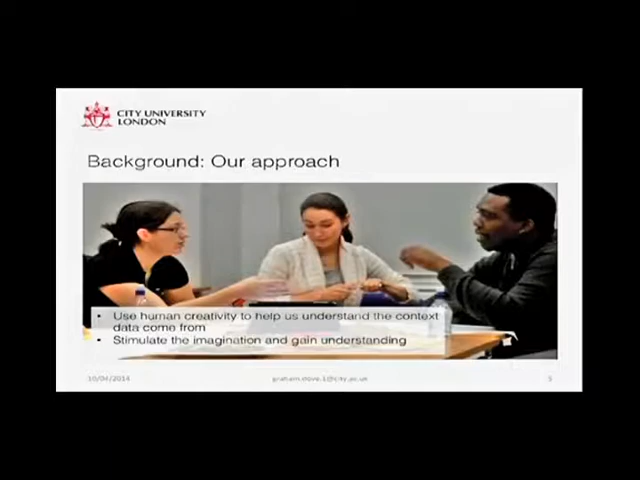 CITY UNIVERSITY
LONDON
Background: Our approach
• Use human creativity to help us understand the context
data come from
• Stimulate the imagination and gain understanding
10/04/2014
graham.dove.1@city.ac.uk